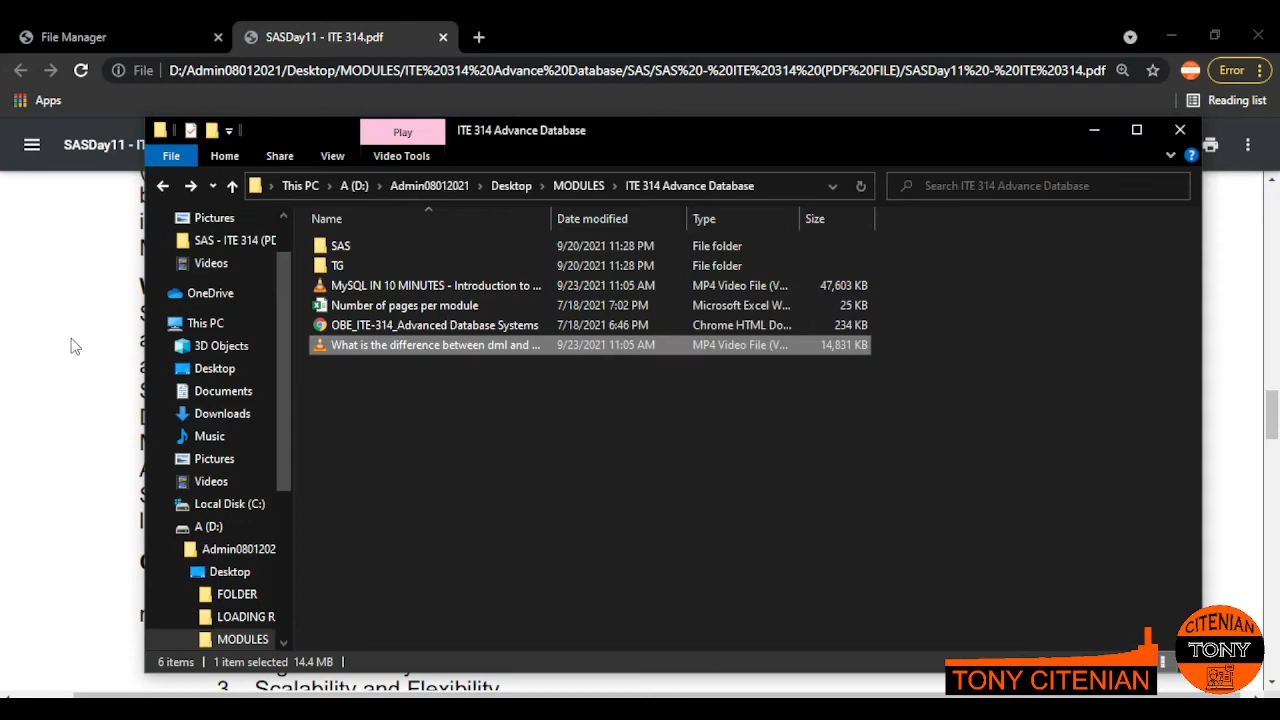 File Manager
SASDay11 - ITE 314.pdf
File D:/Admin08012021/Desktop/MODULES/ITE%20314%20Advance%20Database/SAS/SAS%20-%20ITE%20314%20(PDF%20FILE)/SASDay11%20-%20ITE%20314.pdf
Error
Apps
Reading list
SASDay11 - IT
Play
ITE 314 Advance Database
File Home Share View Video Tools
This PC › A (D:) › Admin08012021 › Desktop › MODULES › ITE 314 Advance Database
Search ITE 314 Advance Database
Name Date modified Type Size
SAS 9/20/2021 11:28 PM File folder
TG 9/20/2021 11:28 PM File folder
MySQL IN 10 MINUTES - Introduction to ... 9/23/2021 11:05 AM MP4 Video File (V... 47,603 KB
Number of pages per module 7/18/2021 7:02 PM Microsoft Excel W... 25 KB
OBE_ITE-314_Advanced Database Systems 7/18/2021 6:46 PM Chrome HTML Do... 234 KB
What is the difference between dml and ... 9/23/2021 11:05 AM MP4 Video File (V... 14,831 KB
Pictures
SAS - ITE 314 (PD
Videos
OneDrive
This PC
3D Objects
Desktop
Documents
Downloads
Music
Pictures
Videos
Local Disk (C:)
A (D:)
Admin0801202
Desktop
FOLDER
LOADING R
MODULES
6 items 1 item selected 14.4 MB
3. Scalability and Flexibility
CITENIAN
TONY
TONY CITENIAN